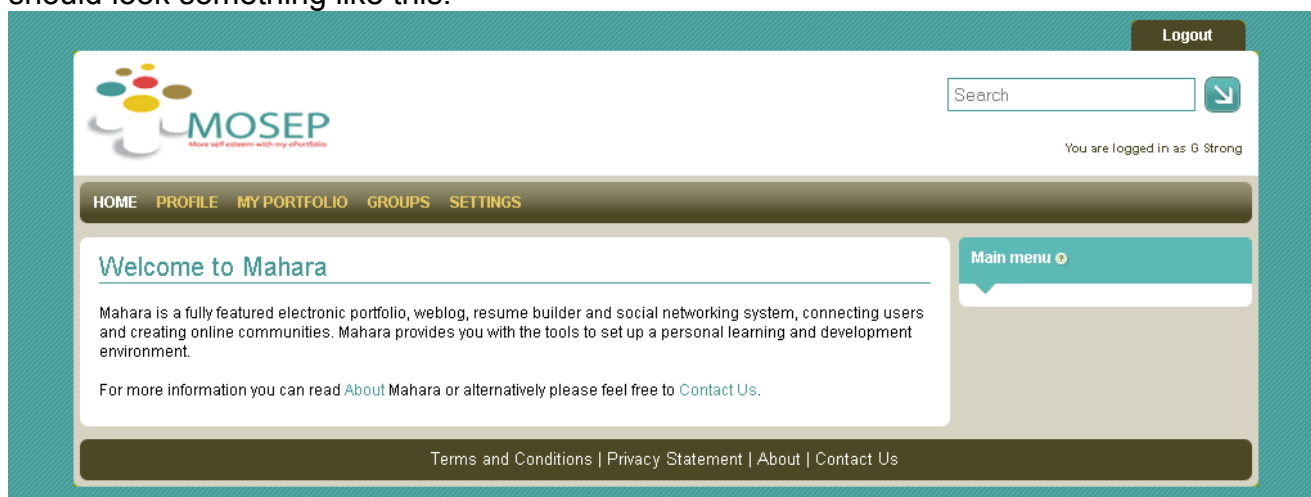 should look something like this:
Logout
MOSEP
More self esteem with my ePortfolio
Search
You are logged in as G Strong
HOME PROFILE MY PORTFOLIO GROUPS SETTINGS
Welcome to Mahara
Main menu
Mahara is a fully featured electronic portfolio, weblog, resume builder and social networking system, connecting users
and creating online communities. Mahara provides you with the tools to set up a personal learning and development
environment.
For more information you can read About Mahara or alternatively please feel free to Contact Us.
Terms and Conditions | Privacy Statement | About | Contact Us